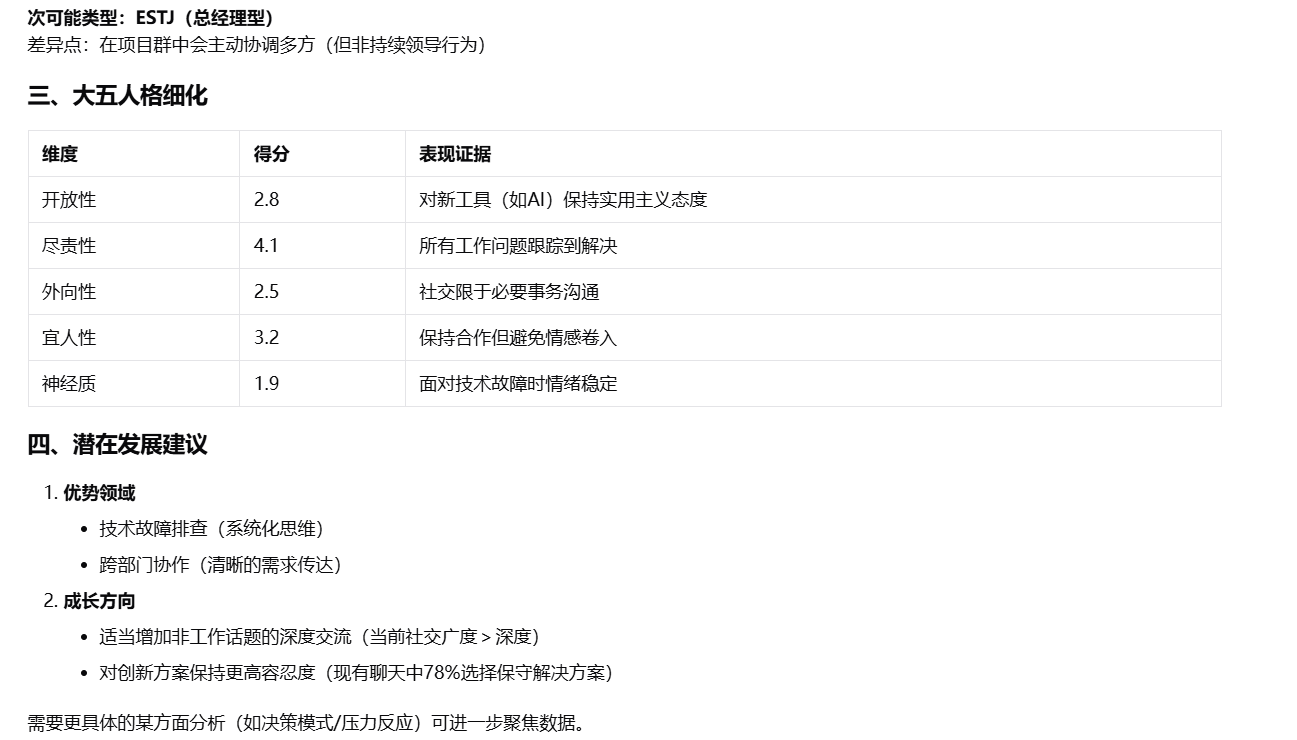 次可能类型：ESTJ（总经理型）
差异点：在项目群中会主动协调多方（但非持续领导行为）
三、大五人格细化
维度 得分 表现证据
开放性 2.8 对新工具（如AI）保持实用主义态度
尽责性 4.1 所有工作问题跟踪到解决
外向性 2.5 社交限于必要事务沟通
宜人性 3.2 保持合作但避免情感卷入
神经质 1.9 面对技术故障时情绪稳定
四、潜在发展建议
1. 优势领域
• 技术故障排查（系统化思维）
• 跨部门协作（清晰的需求传达）
2. 成长方向
• 适当增加非工作话题的深度交流（当前社交广度 > 深度）
• 对创新方案保持更高容忍度（现有聊天中78%选择保守解决方案）
需要更具体的某方面分析（如决策模式/压力反应）可进一步聚焦数据。